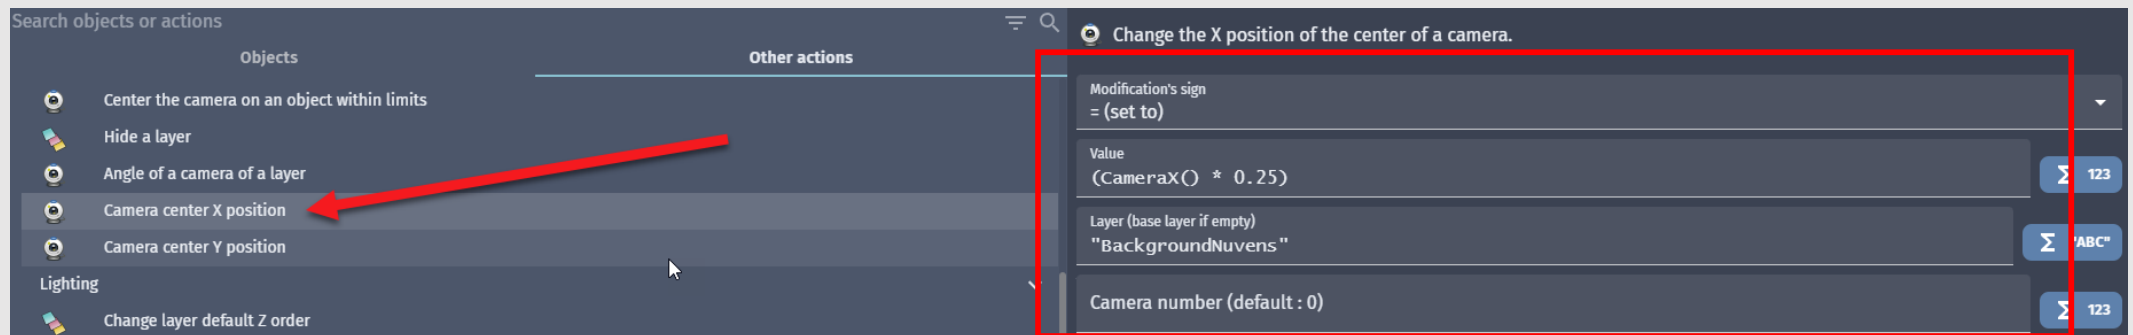 Search objects or actions
Objects
Other actions
Center the camera on an object within limits
Hide a layer
Angle of a camera of a layer
Camera center X position
Camera center Y position
Lighting
Change layer default Z order
Change the X position of the center of a camera.
Modification's sign
= (set to)
Value
(CameraX() * 0.25)
Σ 123
Layer (base layer if empty)
"BackgroundNuvens"
Σ "ABC"
Camera number (default : 0)
Σ 123